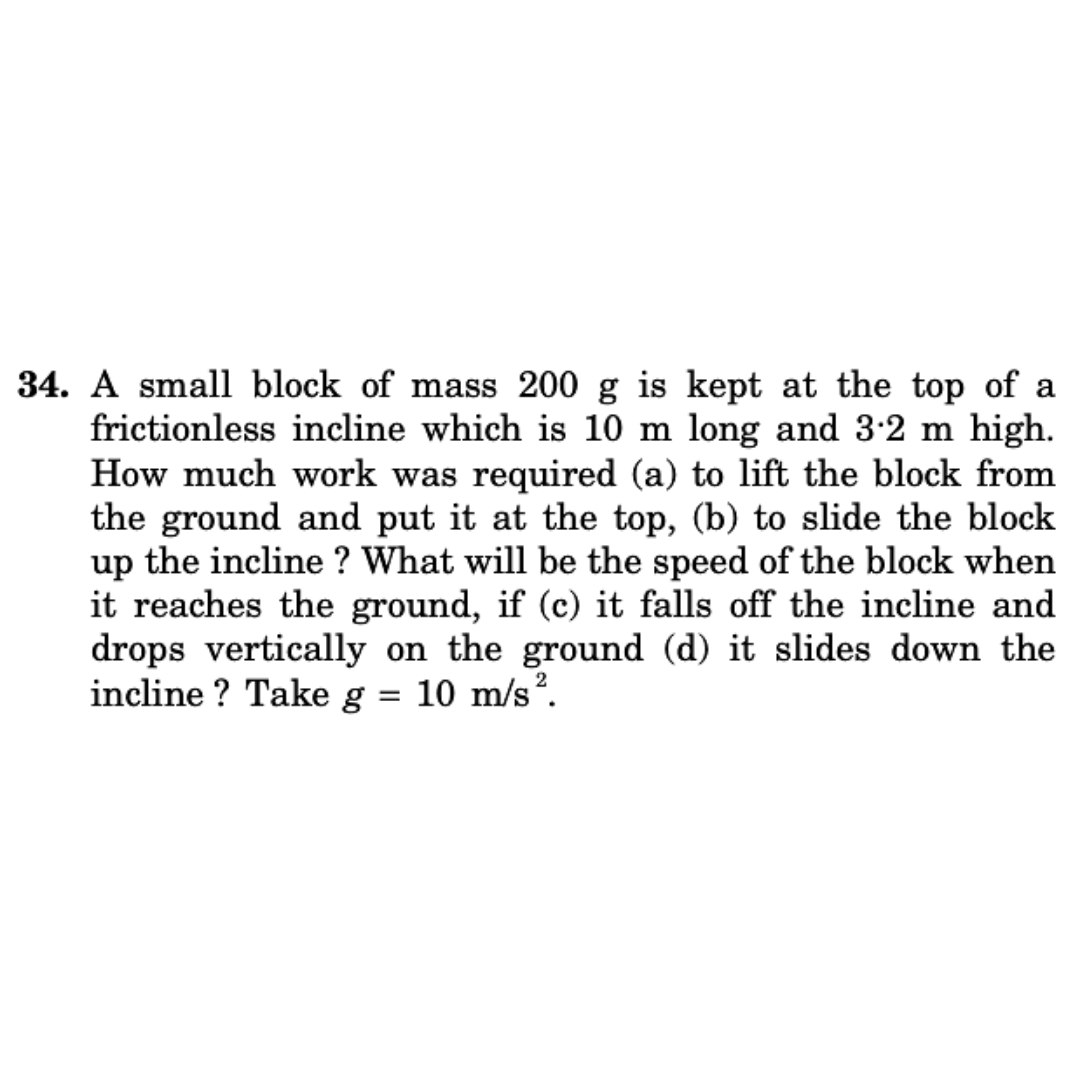 34. A small block of mass 200 g is kept at the top of a
frictionless incline which is 10 m long and 3·2 m high.
How much work was required (a) to lift the block from
the ground and put it at the top, (b) to slide the block
up the incline ? What will be the speed of the block when
it reaches the ground, if (c) it falls off the incline and
drops vertically on the ground (d) it slides down the
incline ? Take g = 10 m/s².